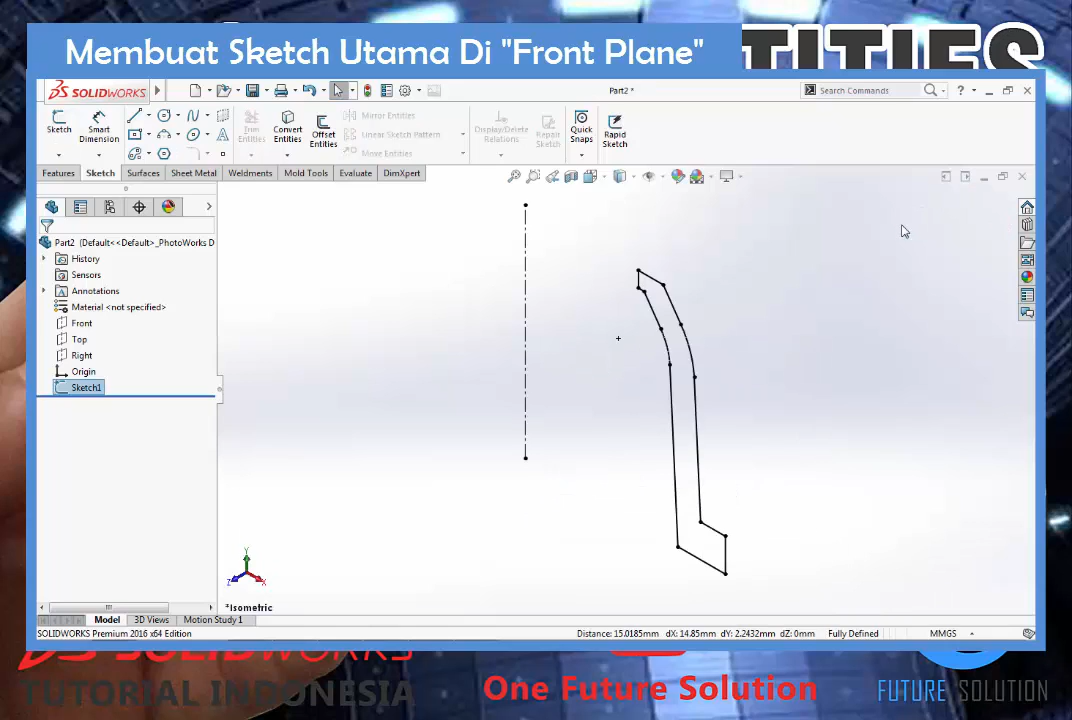 Membuat Sketch Utama Di "Front Plane"
TITIES
SOLIDWORKS
Part2 *
Search Commands
?
Sketch
Smart Dimension
Trim Entities
Convert Entities
Offset Entities
Mirror Entities
Linear Sketch Pattern
Move Entities
Display/Delete Relations
Repair Sketch
Quick Snaps
Rapid Sketch
Features Sketch Surfaces Sheet Metal Weldments Mold Tools Evaluate DimXpert
Part2 (Default<<Default>_PhotoWorks D
History
Sensors
Annotations
Material <not specified>
Front
Top
Right
Origin
Sketch1
Y
Z X
*Isometric
Model 3D Views Motion Study 1
SOLIDWORKS Premium 2016 x64 Edition Distance: 15.0185mm dX: 14.85mm dY: 2.2432mm dZ: 0mm Fully Defined MMGS
SOLIDWORKS
TUTORIAL INDONESIA
One Future Solution
FUTURE SOLUTION